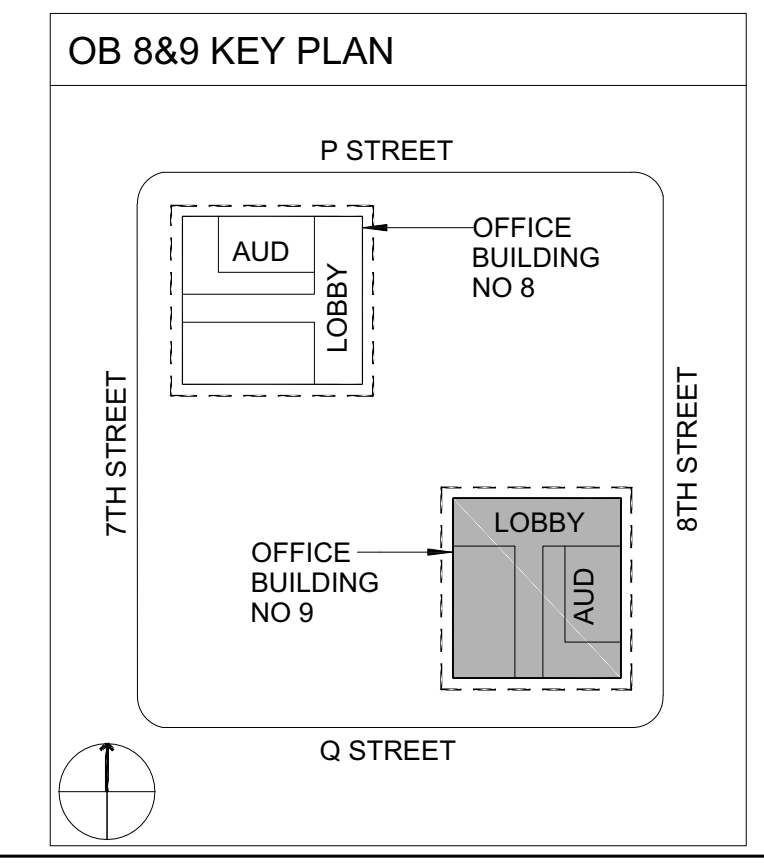 OB 8&9 KEY PLAN
P STREET
AUD
LOBBY
OFFICE
BUILDING
NO 8
7TH STREET
8TH STREET
LOBBY
AUD
OFFICE
BUILDING
NO 9
Q STREET